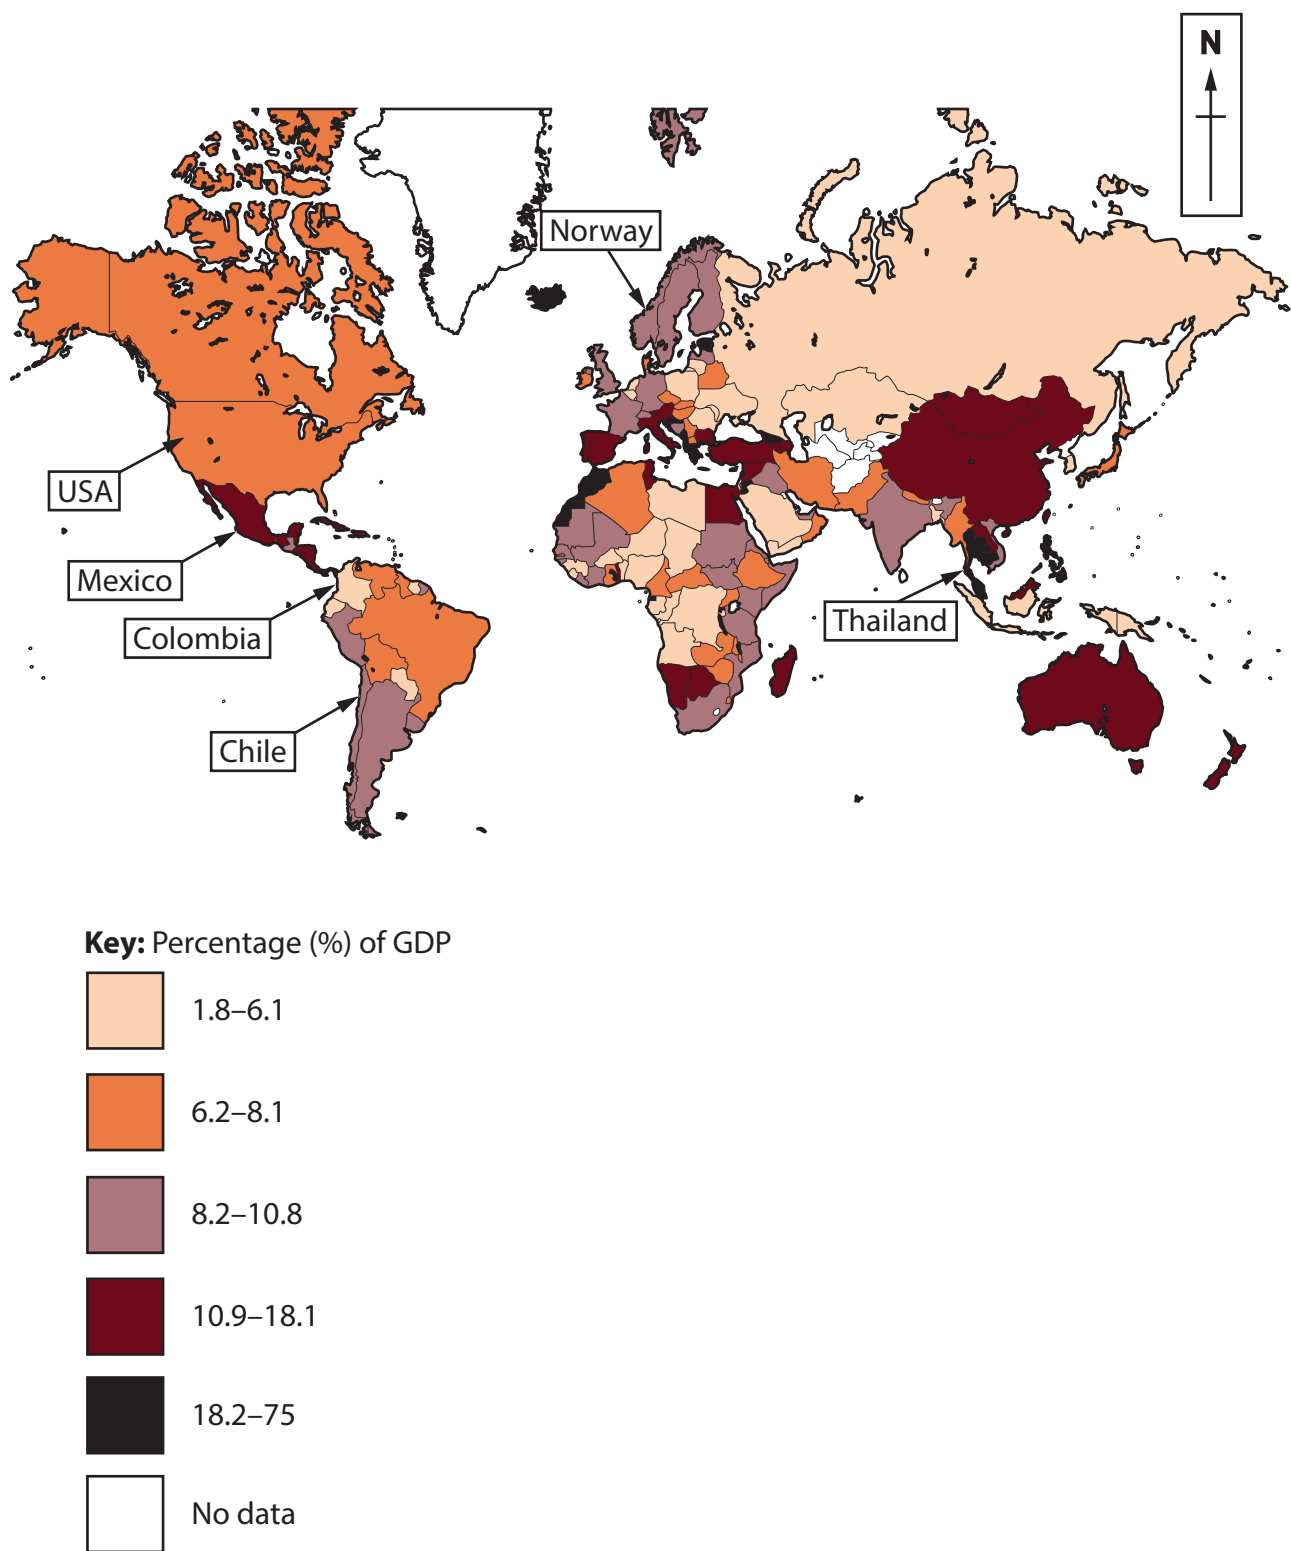 N
Norway
USA
Mexico
Colombia
Thailand
Chile
Key: Percentage (%) of GDP
1.8–6.1
6.2–8.1
8.2–10.8
10.9–18.1
18.2–75
No data